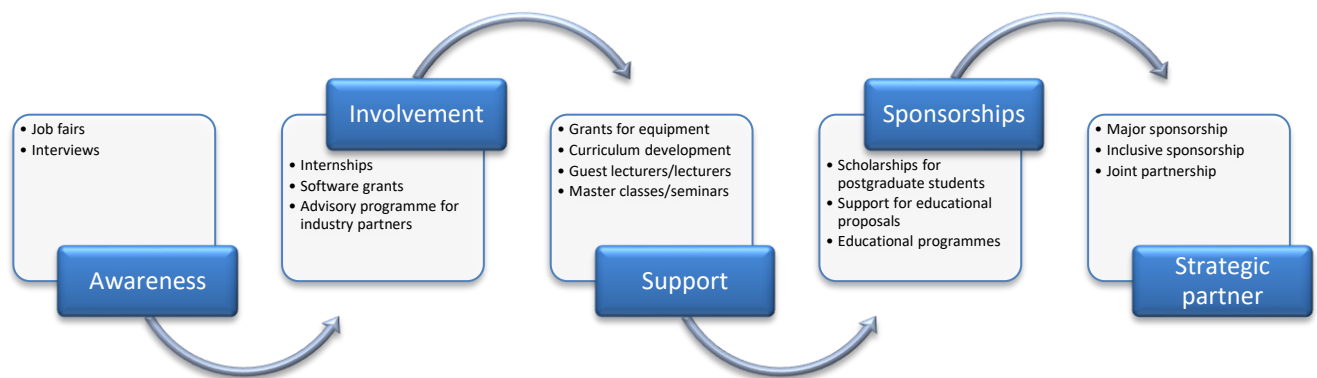 • Job fairs
• Interviews
Awareness
Involvement
• Internships
• Software grants
• Advisory programme for
industry partners
• Grants for equipment
• Curriculum development
• Guest lecturers/lecturers
• Master classes/seminars
Support
Sponsorships
• Scholarships for
postgraduate students
• Support for educational
proposals
• Educational programmes
• Major sponsorship
• Inclusive sponsorship
• Joint partnership
Strategic
partner